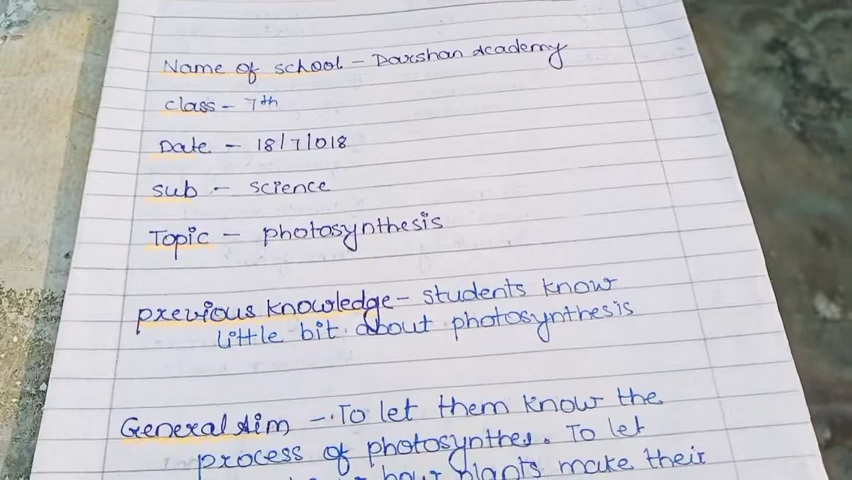 Name of school - Darshan Academy
class - 7th
Date - 18/7/018
sub - science
Topic - photosynthesis
previous knowledge - students know
little bit about photosynthesis
General Aim - . To let them know the
process of photosynthes. To let
how plants make their